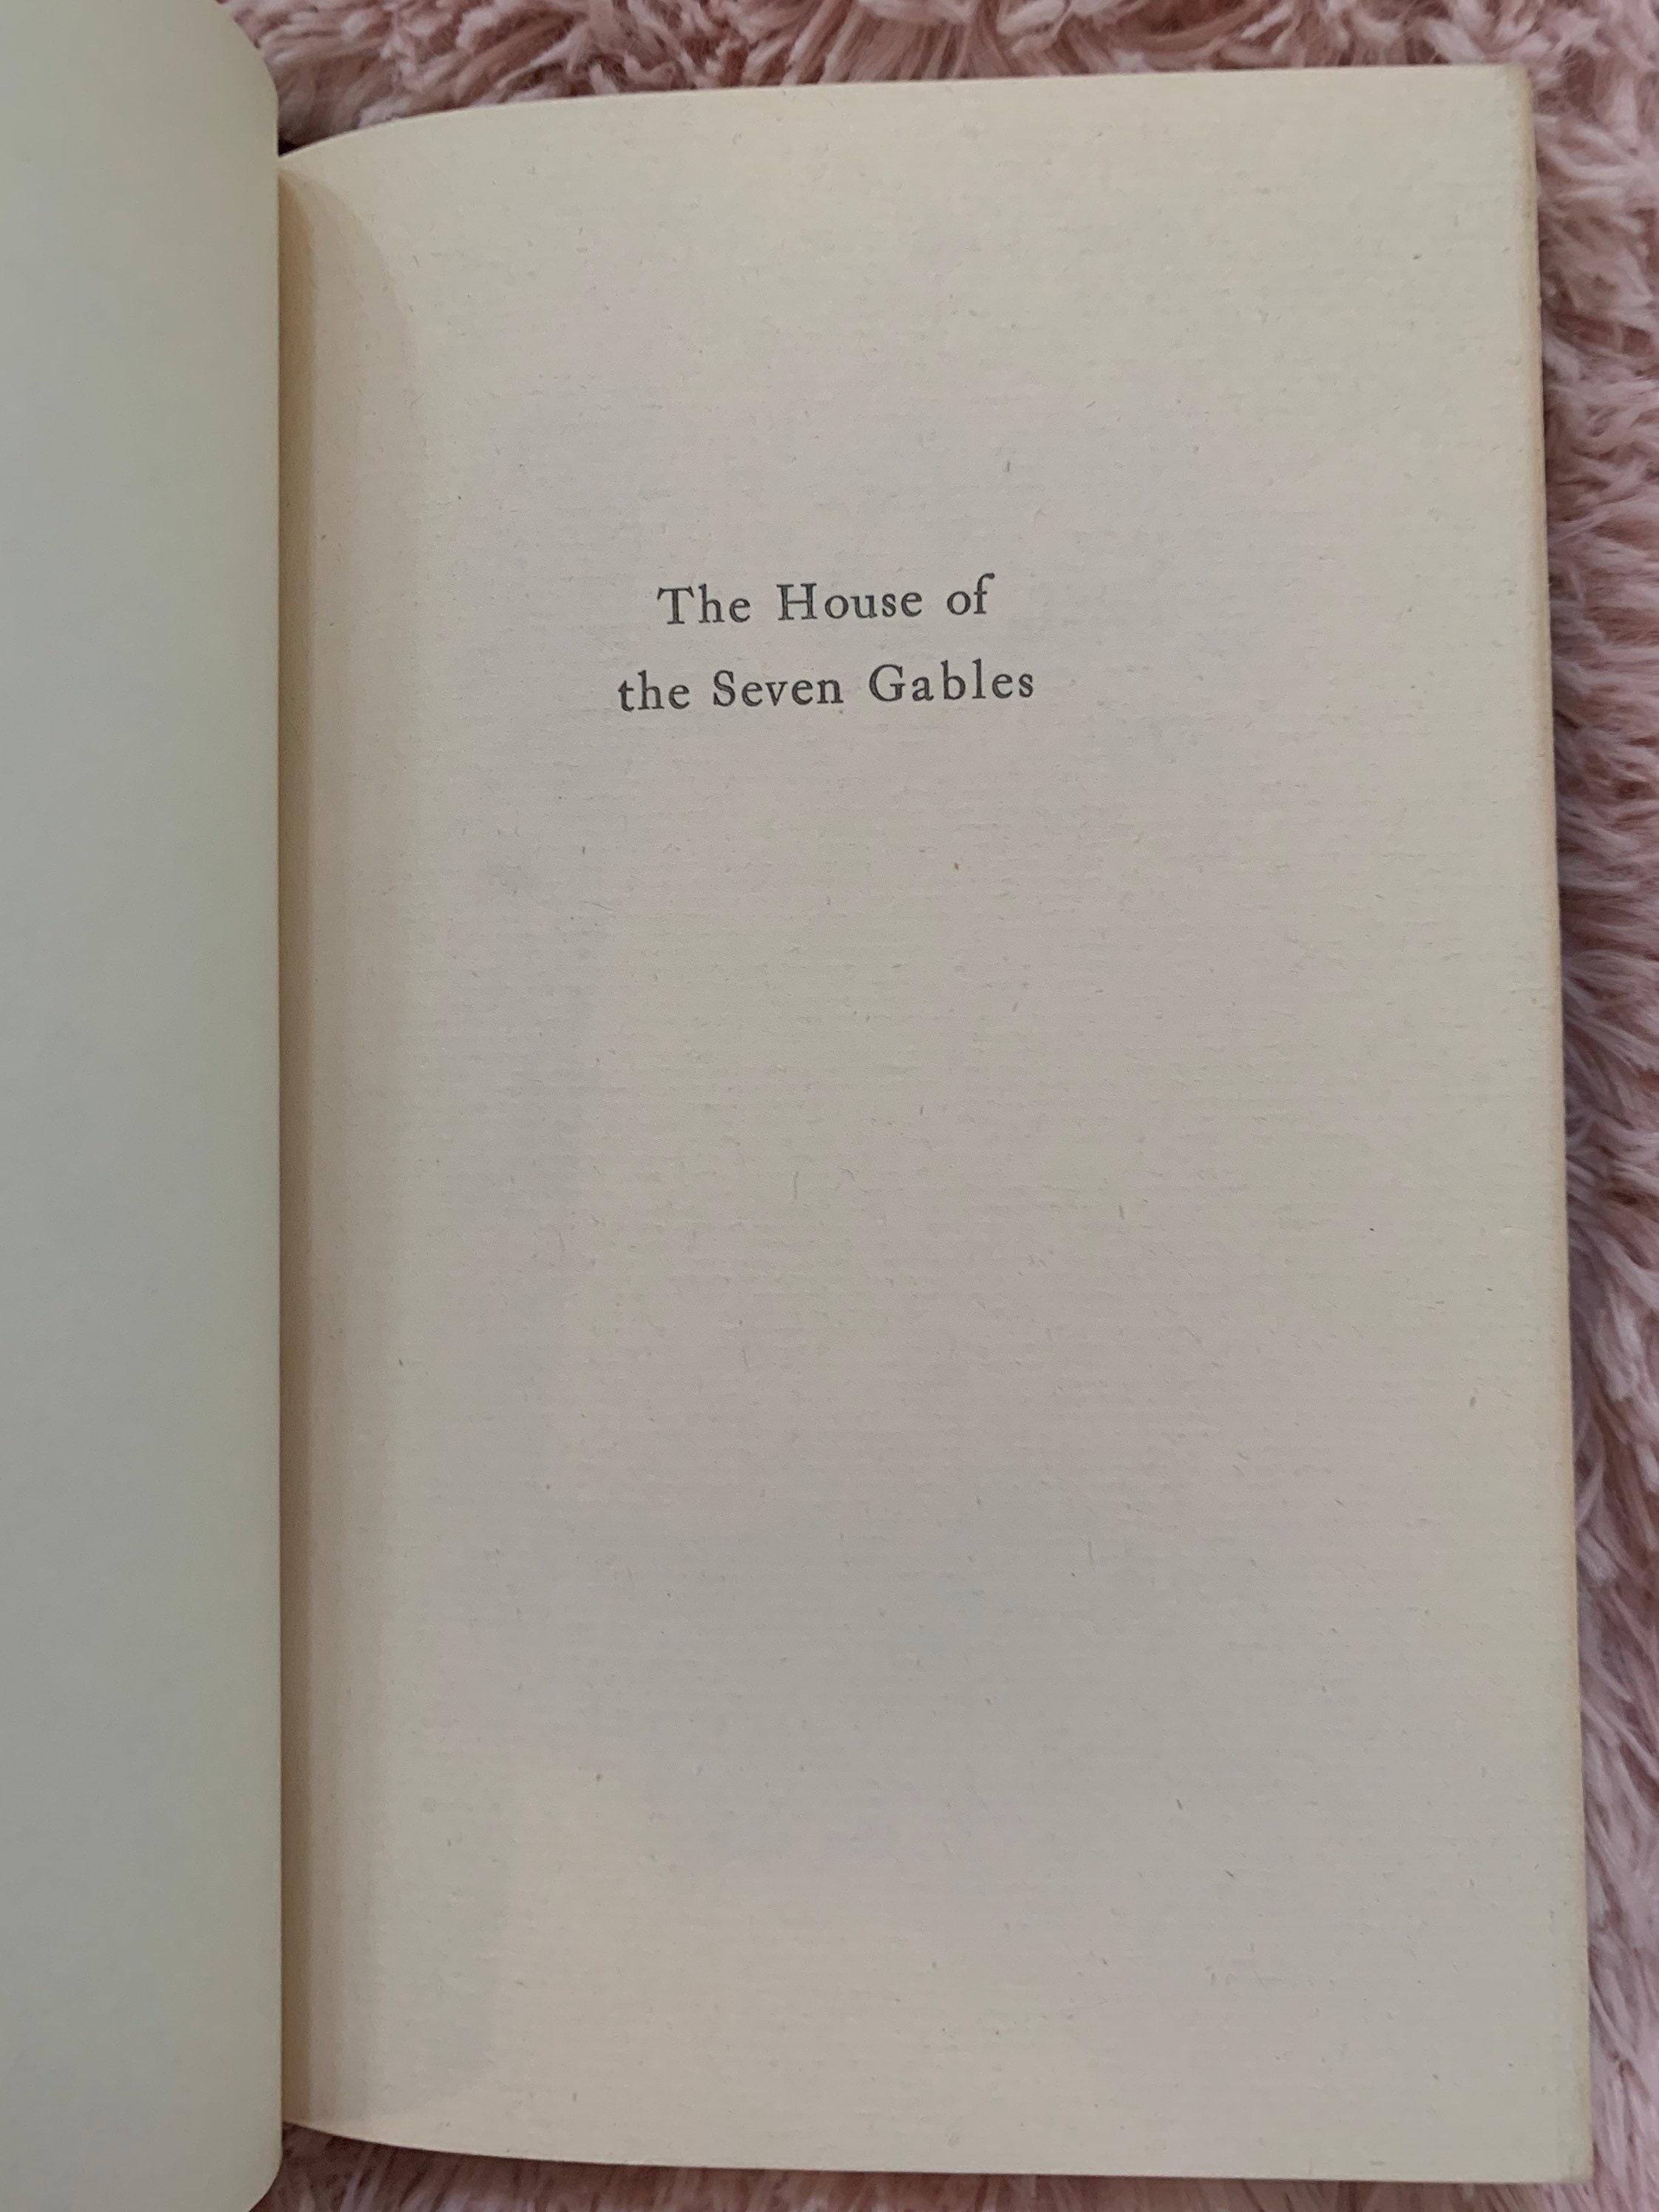 The House of
the Seven Gables